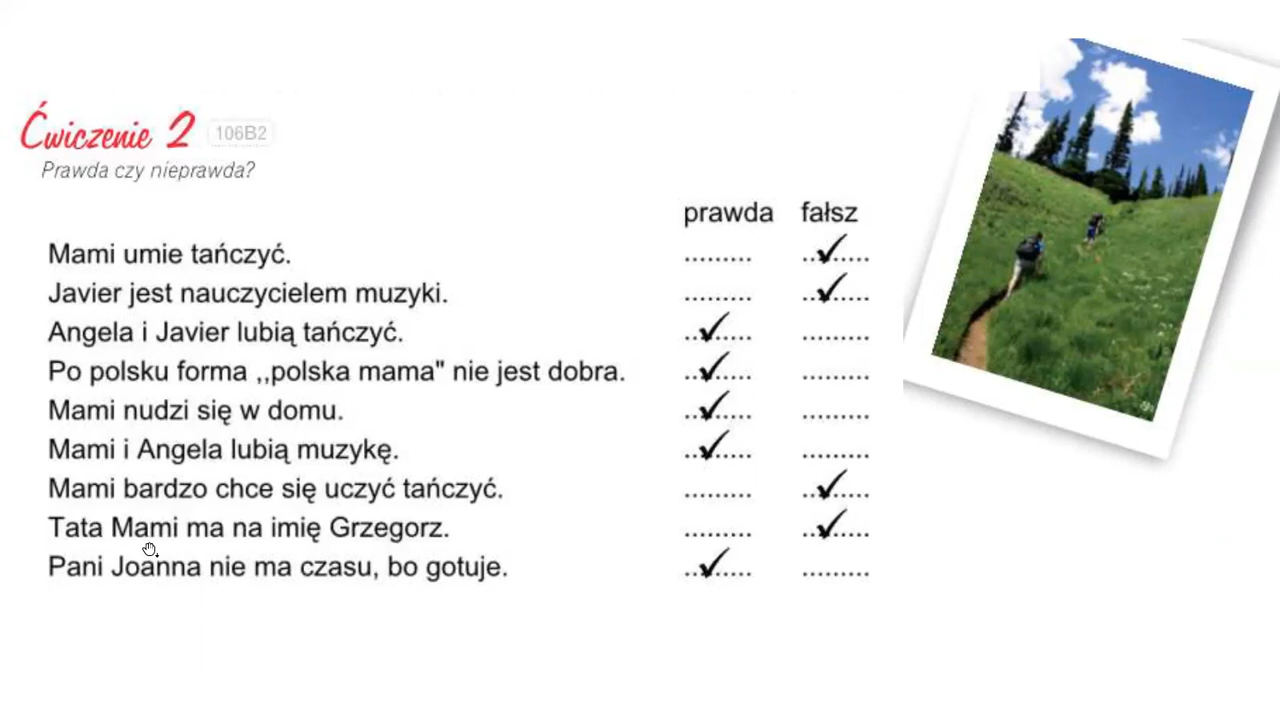 Ćwiczenie 2 106B2
Prawda czy nieprawda?
prawda fałsz
Mami umie tańczyć. ......... .........
Javier jest nauczycielem muzyki. ......... .........
Angela i Javier lubią tańczyć. ......... .........
Po polsku forma ,,polska mama" nie jest dobra. ......... .........
Mami nudzi się w domu. ......... .........
Mami i Angela lubią muzykę. ......... .........
Mami bardzo chce się uczyć tańczyć. ......... .........
Tata Mami ma na imię Grzegorz. ......... .........
Pani Joanna nie ma czasu, bo gotuje. ......... .........